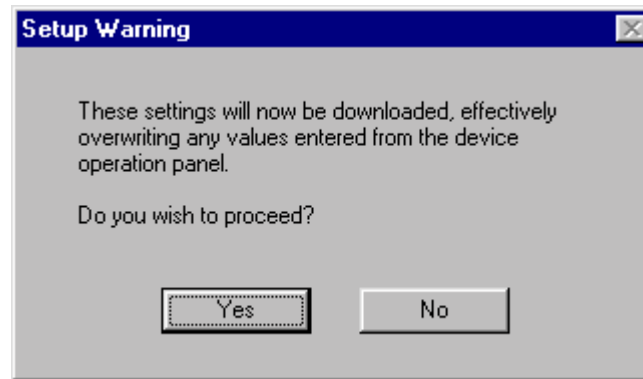 Setup Warning
These settings will now be downloaded, effectively
overwriting any values entered from the device
operation panel.
Do you wish to proceed?
Yes
No